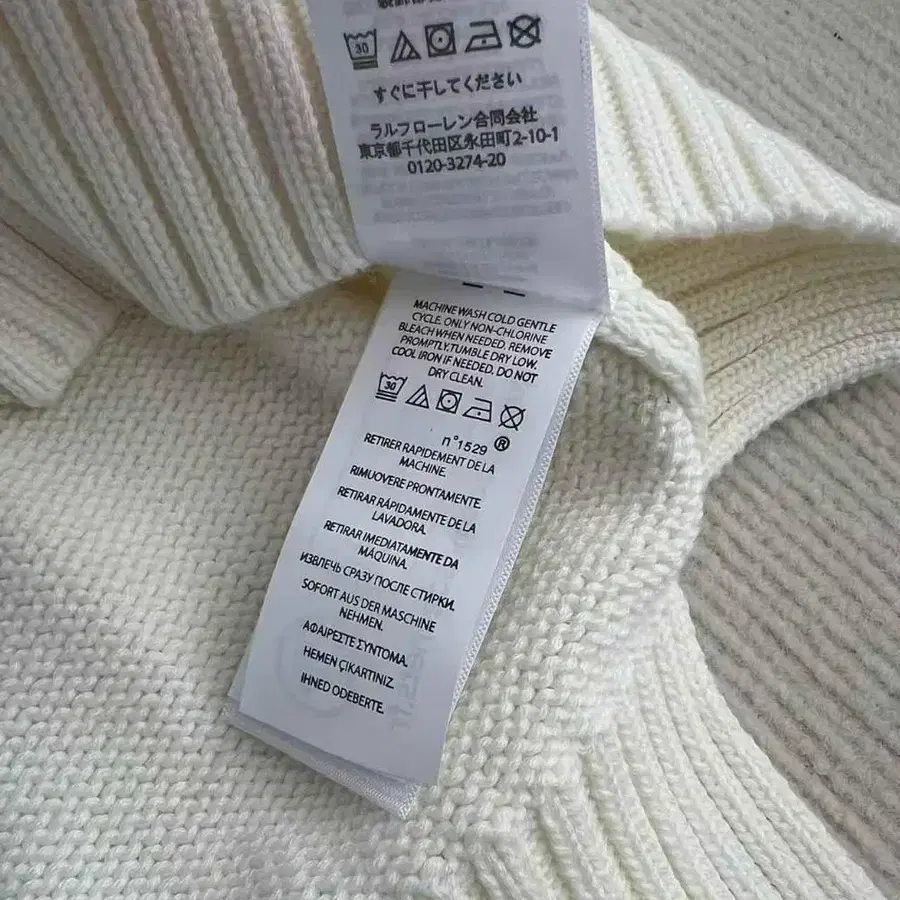 30
すぐに干してください
ラルフローレン合同会社
東京都千代田区永田町2-10-1
0120-3274-20
MACHINE WASH COLD GENTLE
CYCLE. ONLY NON-CHLORINE
BLEACH WHEN NEEDED. REMOVE
PROMPTLY.TUMBLE DRY LOW.
COOL IRON IF NEEDED. DO NOT
DRY CLEAN.
30
n°1529 ®
RETIRER RAPIDEMENT DE LA
MACHINE.
RIMUOVERE PRONTAMENTE.
RETIRAR RÁPIDAMENTE DE LA
LAVADORA.
RETIRAR IMEDIATAMENTE DA
MÁQUINA.
ИЗВЛЕЧЬ СРАЗУ ПОСЛЕ СТИРКИ.
SOFORT AUS DER MASCHINE
NEHMEN.
ΑΦΑΙΡΕΣΤΕ ΣΥΝΤΟΜΑ.
HEMEN ÇIKARTINIZ.
IHNED ODEBERTE.